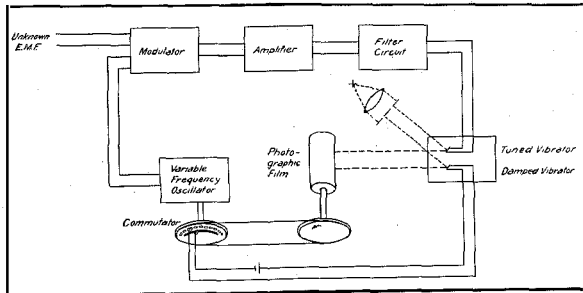 Unknown
E.M.F.
Modulator
Amplifier
Filter
Circuit
Photo-
graphic
Film
Tuned Vibrator
Damped Vibrator
Variable
Frequency
Oscillator
Commutator